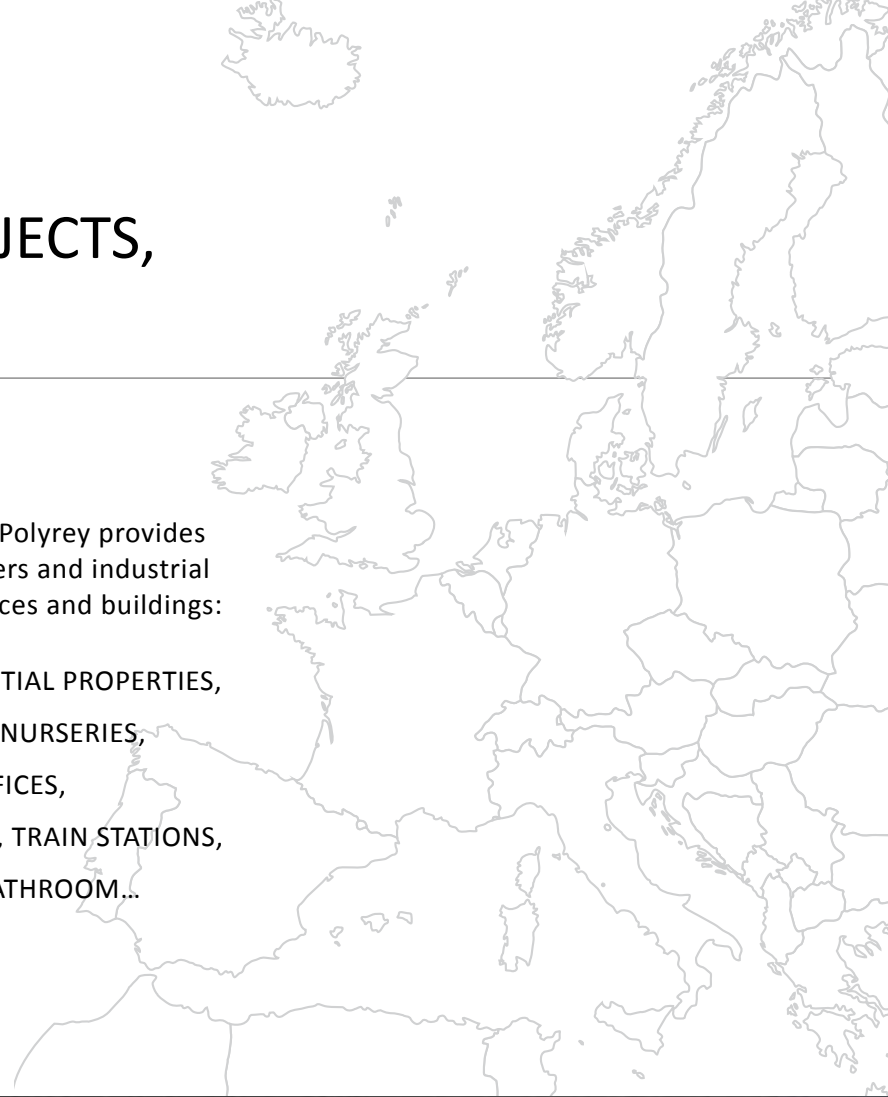 JECTS,
Polyrey provides
ers and industrial
ces and buildings:
TIAL PROPERTIES,
NURSERIES,
FICES,
, TRAIN STATIONS,
ATHROOM…